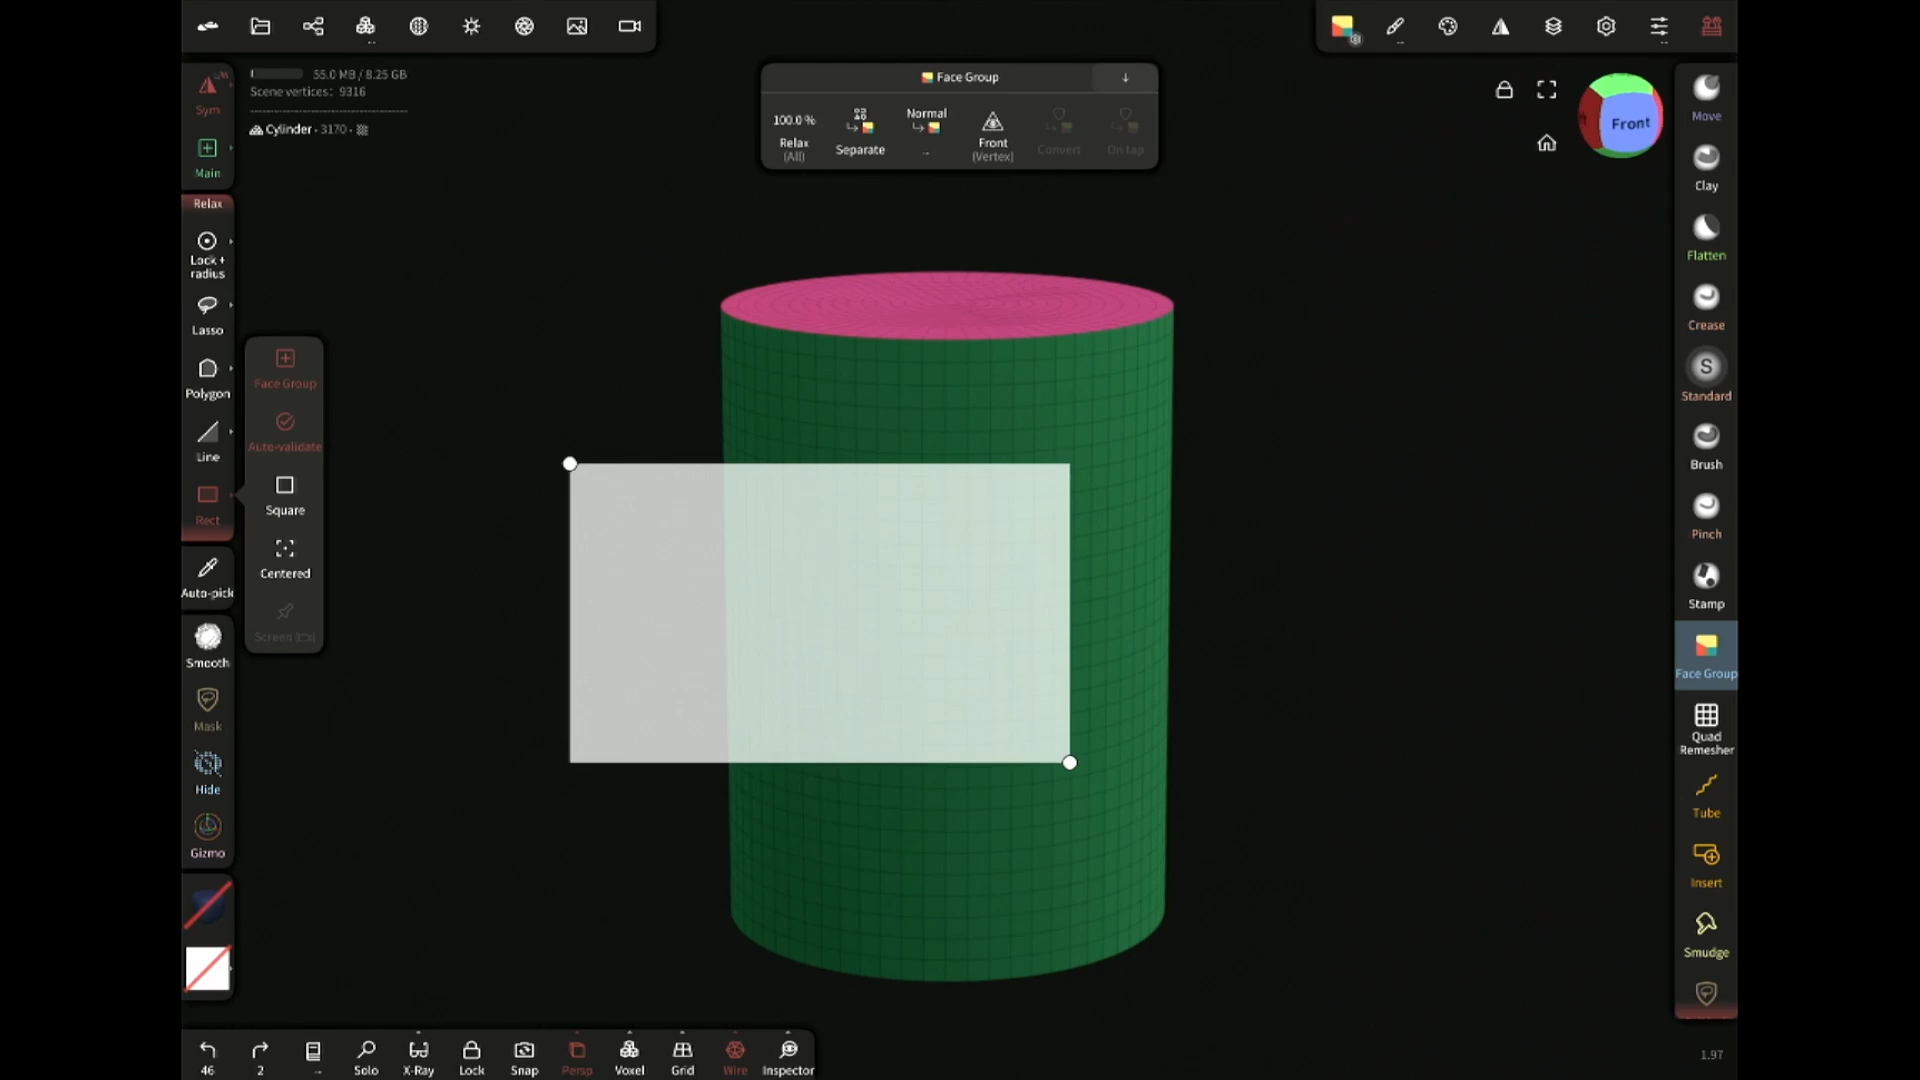 55.0 MB / 8.25 GB
Scene vertices: 9316
Cylinder · 3170 ·
Face Group
100.0 %
Relax
(All)
Separate
Normal
Front
(Vertex)
Convert
On tap
Front
Sym
Main
Relax
Lock +
radius
Lasso
Polygon
Line
Rect
Auto-pick
Smooth
Mask
Hide
Gizmo
Face Group
Auto-validate
Square
Centered
Move
Clay
Flatten
Crease
S
Standard
Brush
Pinch
Stamp
Face Group
Quad
Remesher
Tube
Insert
Smudge
46
2
Solo
X-Ray
Lock
Snap
Persp
Voxel
Grid
Wire
Inspector
1.97